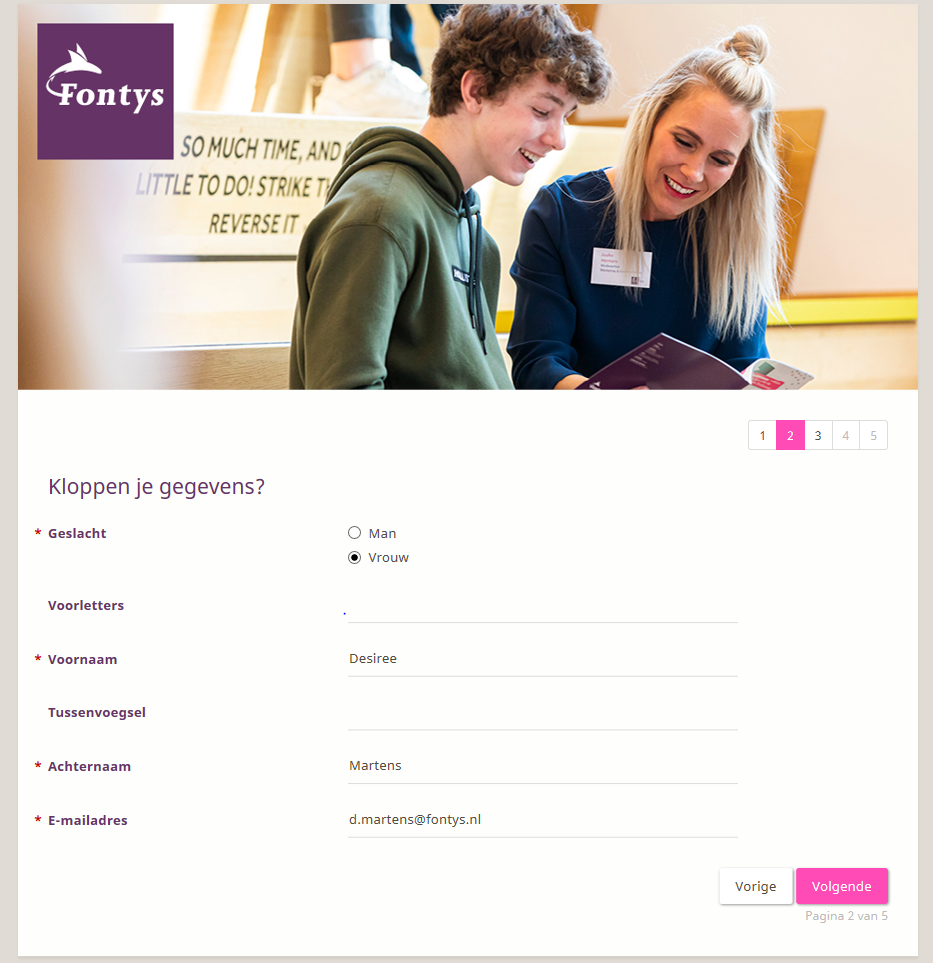 Fontys
SO MUCH TIME, AND
LITTLE TO DO! STRIKE
REVERSE IT
1 2 3 4 5
Kloppen je gegevens?
* Geslacht
Man
Vrouw
Voorletters
.
* Voornaam
Desiree
Tussenvoegsel
* Achternaam
Martens
* E-mailadres
d.martens@fontys.nl
Vorige
Volgende
Pagina 2 van 5